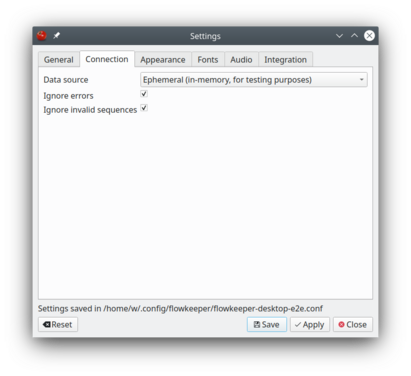 Settings
General Connection Appearance Fonts Audio Integration
Data source Ephemeral (in-memory, for testing purposes)
Ignore errors
Ignore invalid sequences
Settings saved in /home/w/.config/flowkeeper/flowkeeper-desktop-e2e.conf
Reset Save Apply Close